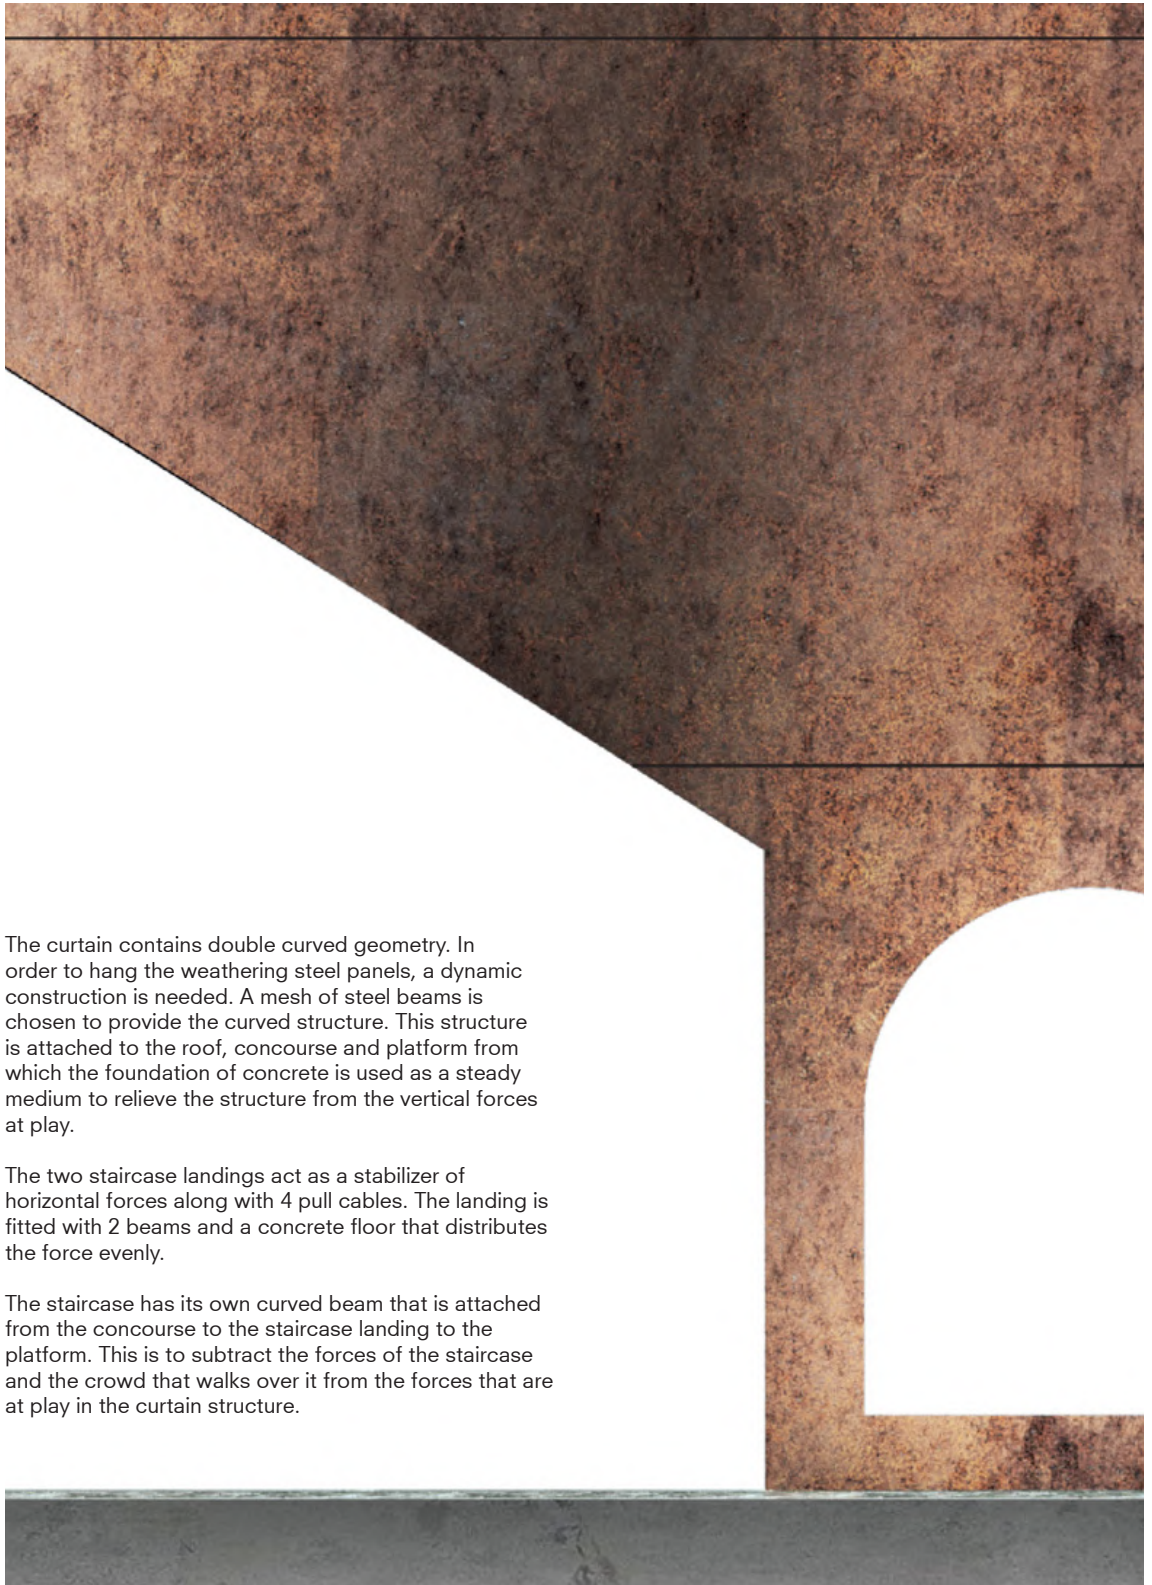 The curtain contains double curved geometry. In
order to hang the weathering steel panels, a dynamic
construction is needed. A mesh of steel beams is
chosen to provide the curved structure. This structure
is attached to the roof, concourse and platform from
which the foundation of concrete is used as a steady
medium to relieve the structure from the vertical forces
at play.
The two staircase landings act as a stabilizer of
horizontal forces along with 4 pull cables. The landing is
fitted with 2 beams and a concrete floor that distributes
the force evenly.
The staircase has its own curved beam that is attached
from the concourse to the staircase landing to the
platform. This is to subtract the forces of the staircase
and the crowd that walks over it from the forces that are
at play in the curtain structure.